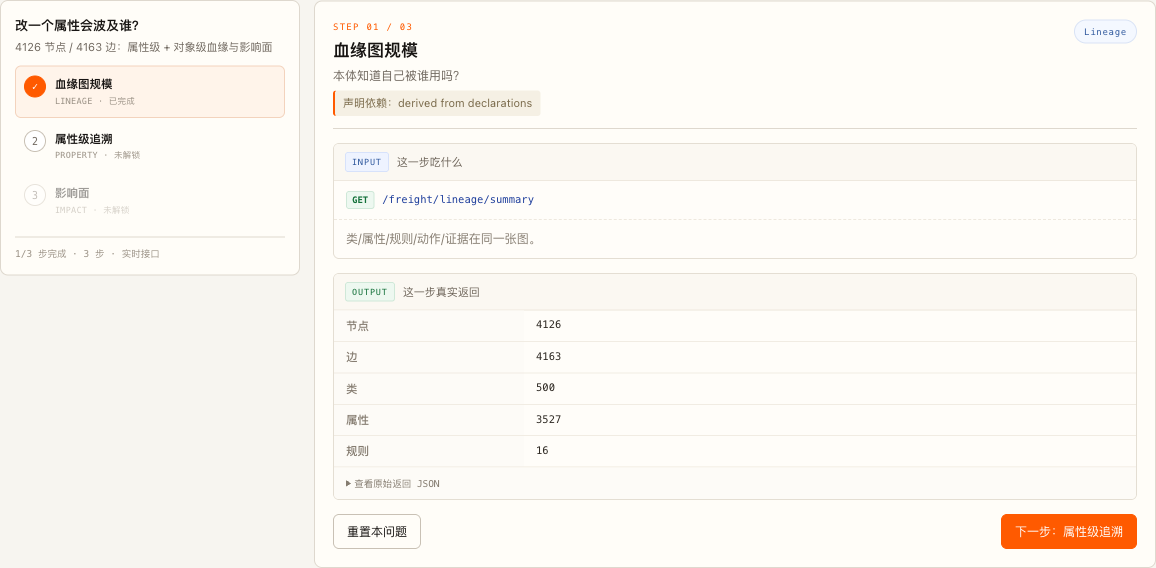 改一个属性会波及谁?
4126 节点 / 4163 边: 属性级 + 对象级血缘与影响面
✓
血缘图规模
LINEAGE · 已完成
2
属性级追溯
PROPERTY · 未解锁
3
影响面
IMPACT · 未解锁
1/3 步完成 · 3 步 · 实时接口
STEP 01 / 03
Lineage
血缘图规模
本体知道自己被谁用吗?
声明依赖: derived from declarations
INPUT 这一步吃什么
GET /freight/lineage/summary
类/属性/规则/动作/证据在同一张图。
OUTPUT 这一步真实返回
节点 4126
边 4163
类 500
属性 3527
规则 16
▶ 查看原始返回 JSON
重置本问题
下一步: 属性级追溯